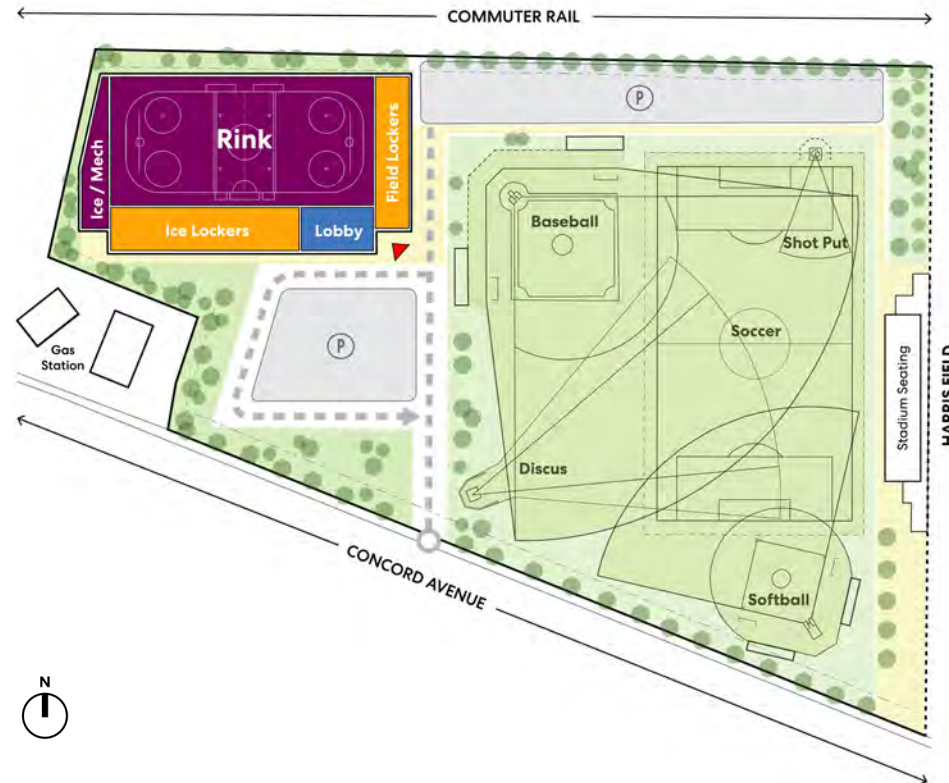 COMMUTER RAIL
P
Rink
Ice / Mech
Field Lockers
Ice Lockers
Lobby
Baseball
Shot Put
Soccer
P
Gas
Station
Stadium Seating
HARRIS FIELD
Discus
CONCORD AVENUE
Softball
N